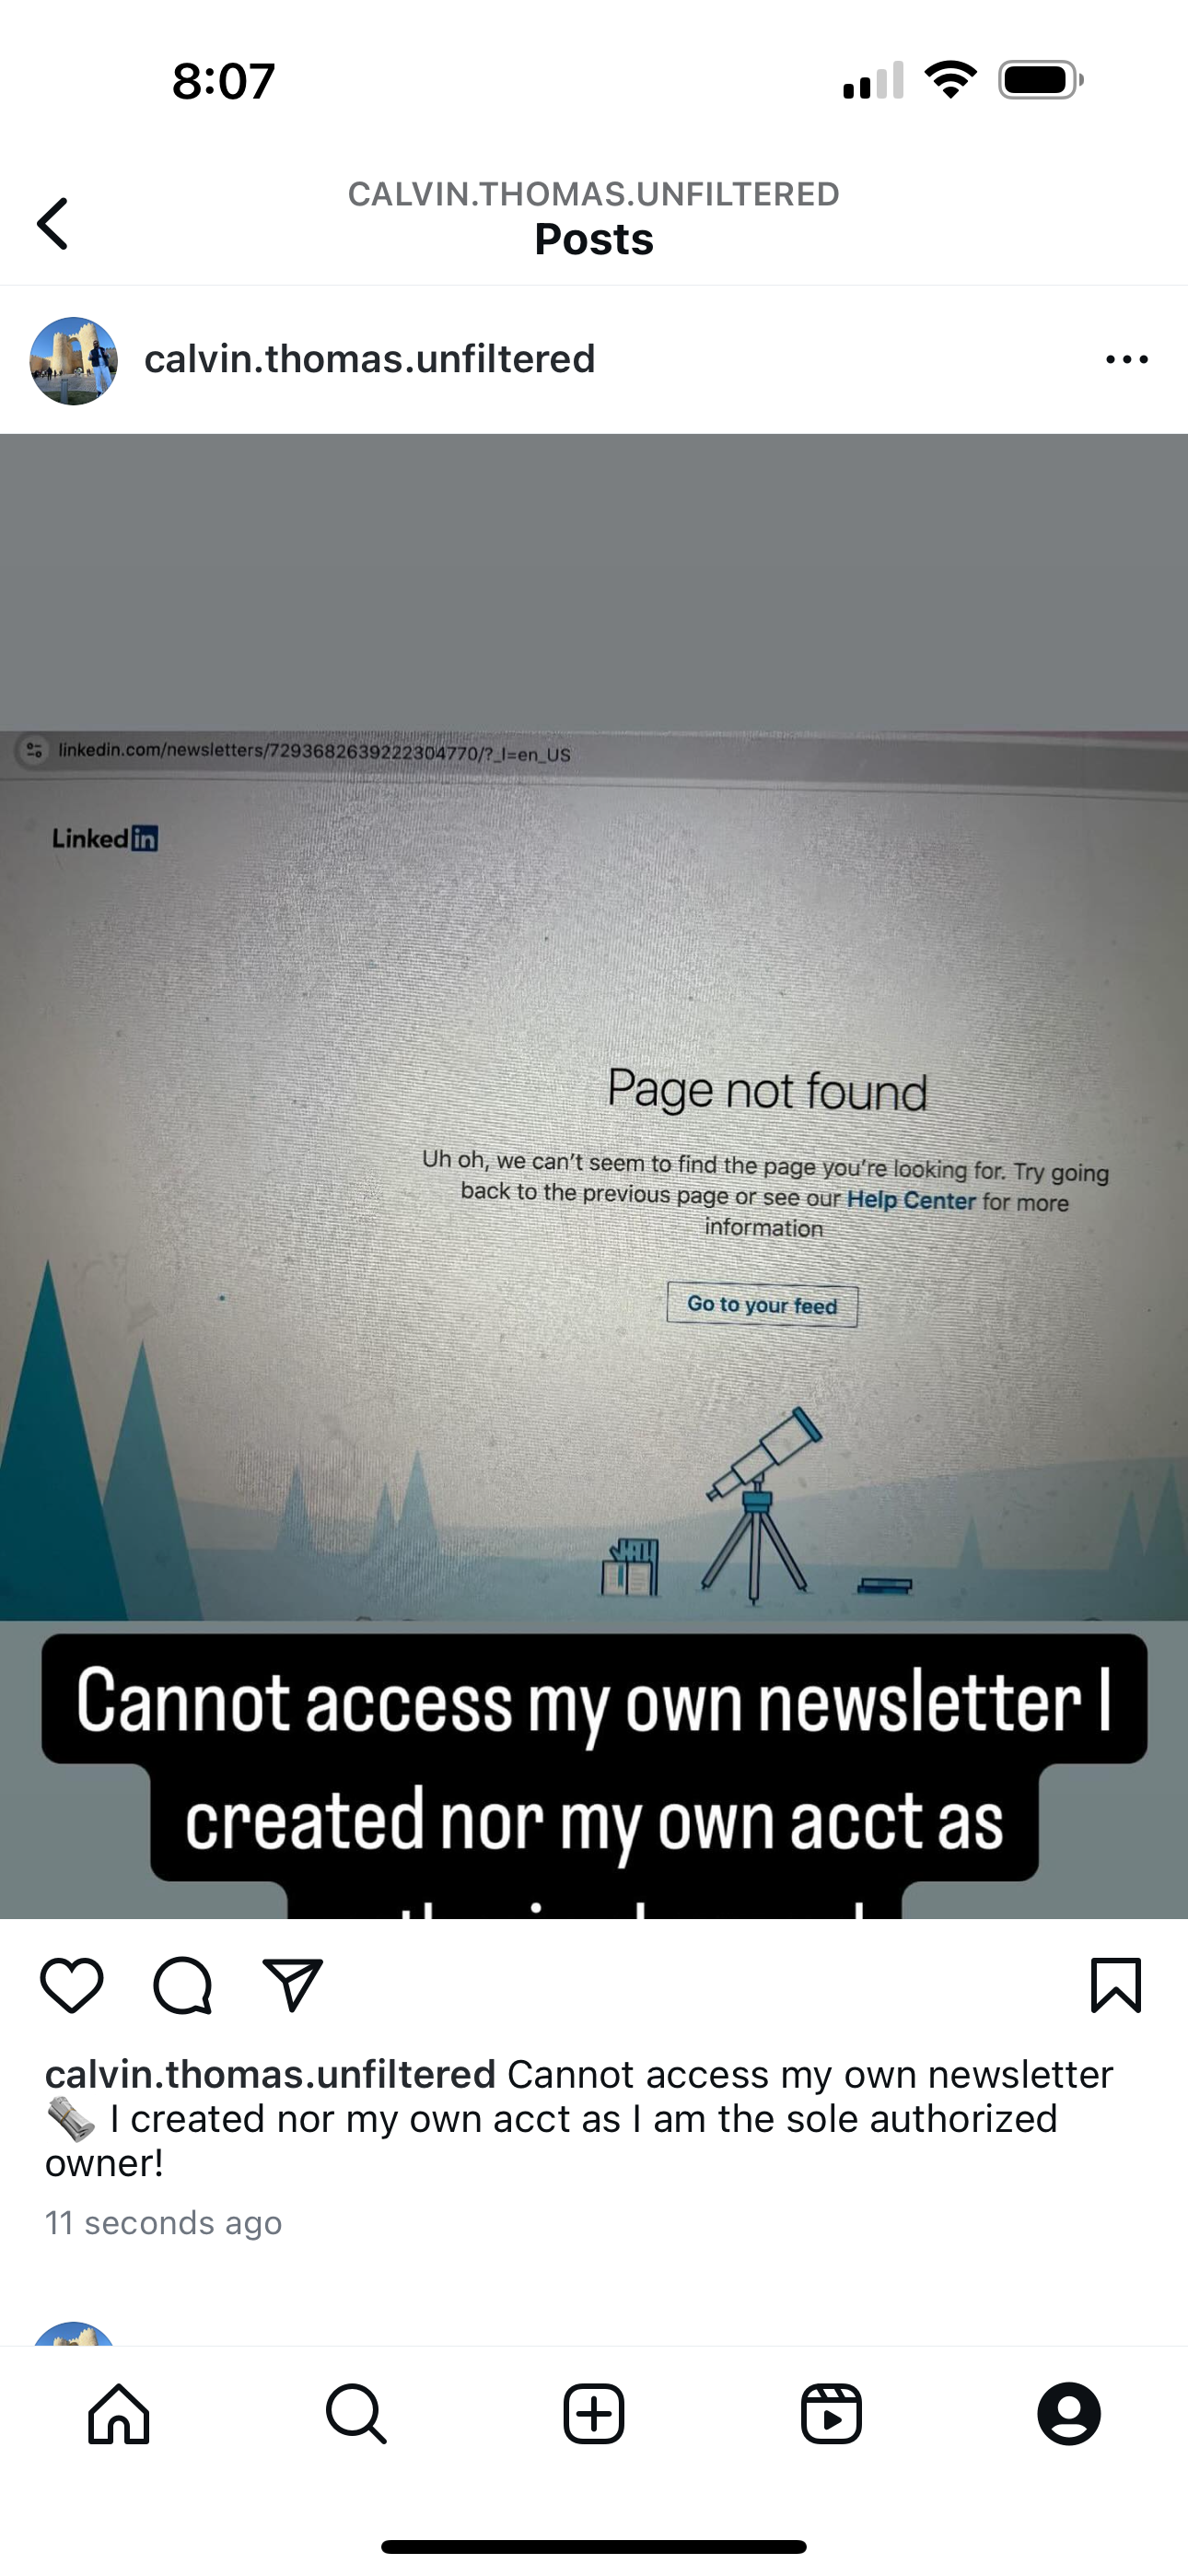 8:07
CALVIN.THOMAS.UNFILTERED
Posts
calvin.thomas.unfiltered
linkedin.com/newsletters/7293682639222304770/?_l=en_US
Linkedin
Page not found
Uh oh, we can't seem to find the page you're looking for. Try going
back to the previous page or see our Help Center for more
information
Go to your feed
Cannot access my own newsletter I
created nor my own acct as
calvin.thomas.unfiltered Cannot access my own newsletter
🗞️ I created nor my own acct as I am the sole authorized
owner!
11 seconds ago